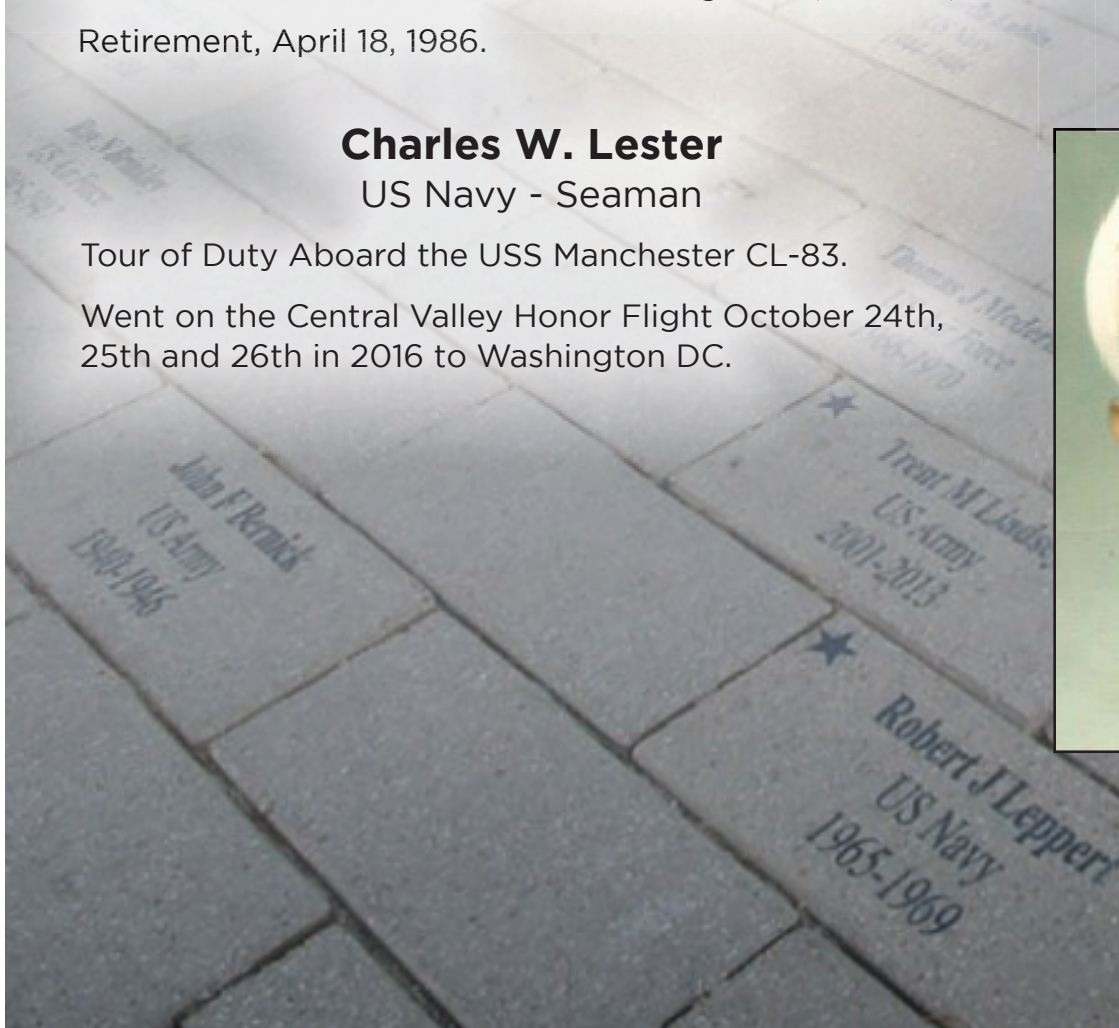 Retirement, April 18, 1986.
Charles W. Lester
US Navy - Seaman
Tour of Duty Aboard the USS Manchester CL-83.
Went on the Central Valley Honor Flight October 24th,
25th and 26th in 2016 to Washington DC.
Thomas J
1970
Trent M Lindsey
US Army
2001-2013
John F
US Army
1940-1946
Robert J Leppert
US Navy
1965-1969